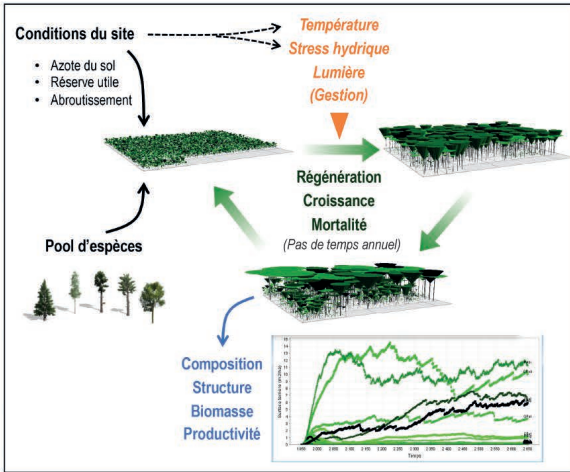 Conditions du site
• Azote du sol
• Réserve utile
• Abroutissement
Température
Stress hydrique
Lumière
(Gestion)
Régénération
Croissance
Mortalité
(Pas de temps annuel)
Pool d'espèces
Composition
Structure
Biomasse
Productivité
Temps